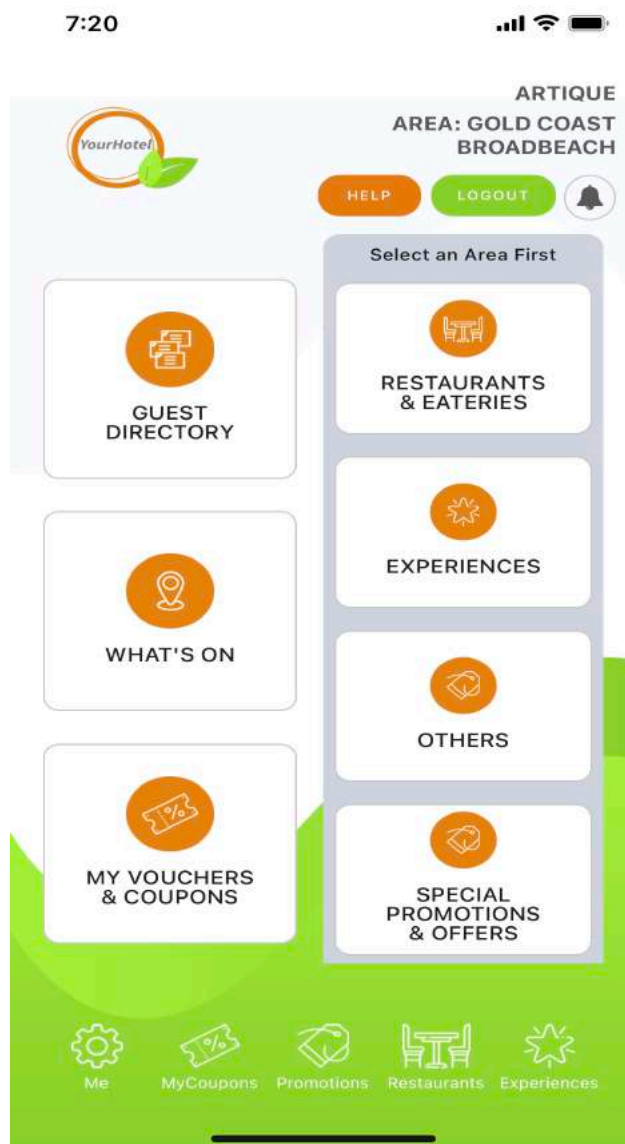 7:20
ARTIQUE
AREA: GOLD COAST
BROADBEACH
YourHotel
HELP
LOGOUT
Select an Area First
GUEST
DIRECTORY
RESTAURANTS
& EATERIES
WHAT'S ON
EXPERIENCES
OTHERS
MY VOUCHERS
& COUPONS
SPECIAL
PROMOTIONS
& OFFERS
Me
MyCoupons
Promotions
Restaurants
Experiences